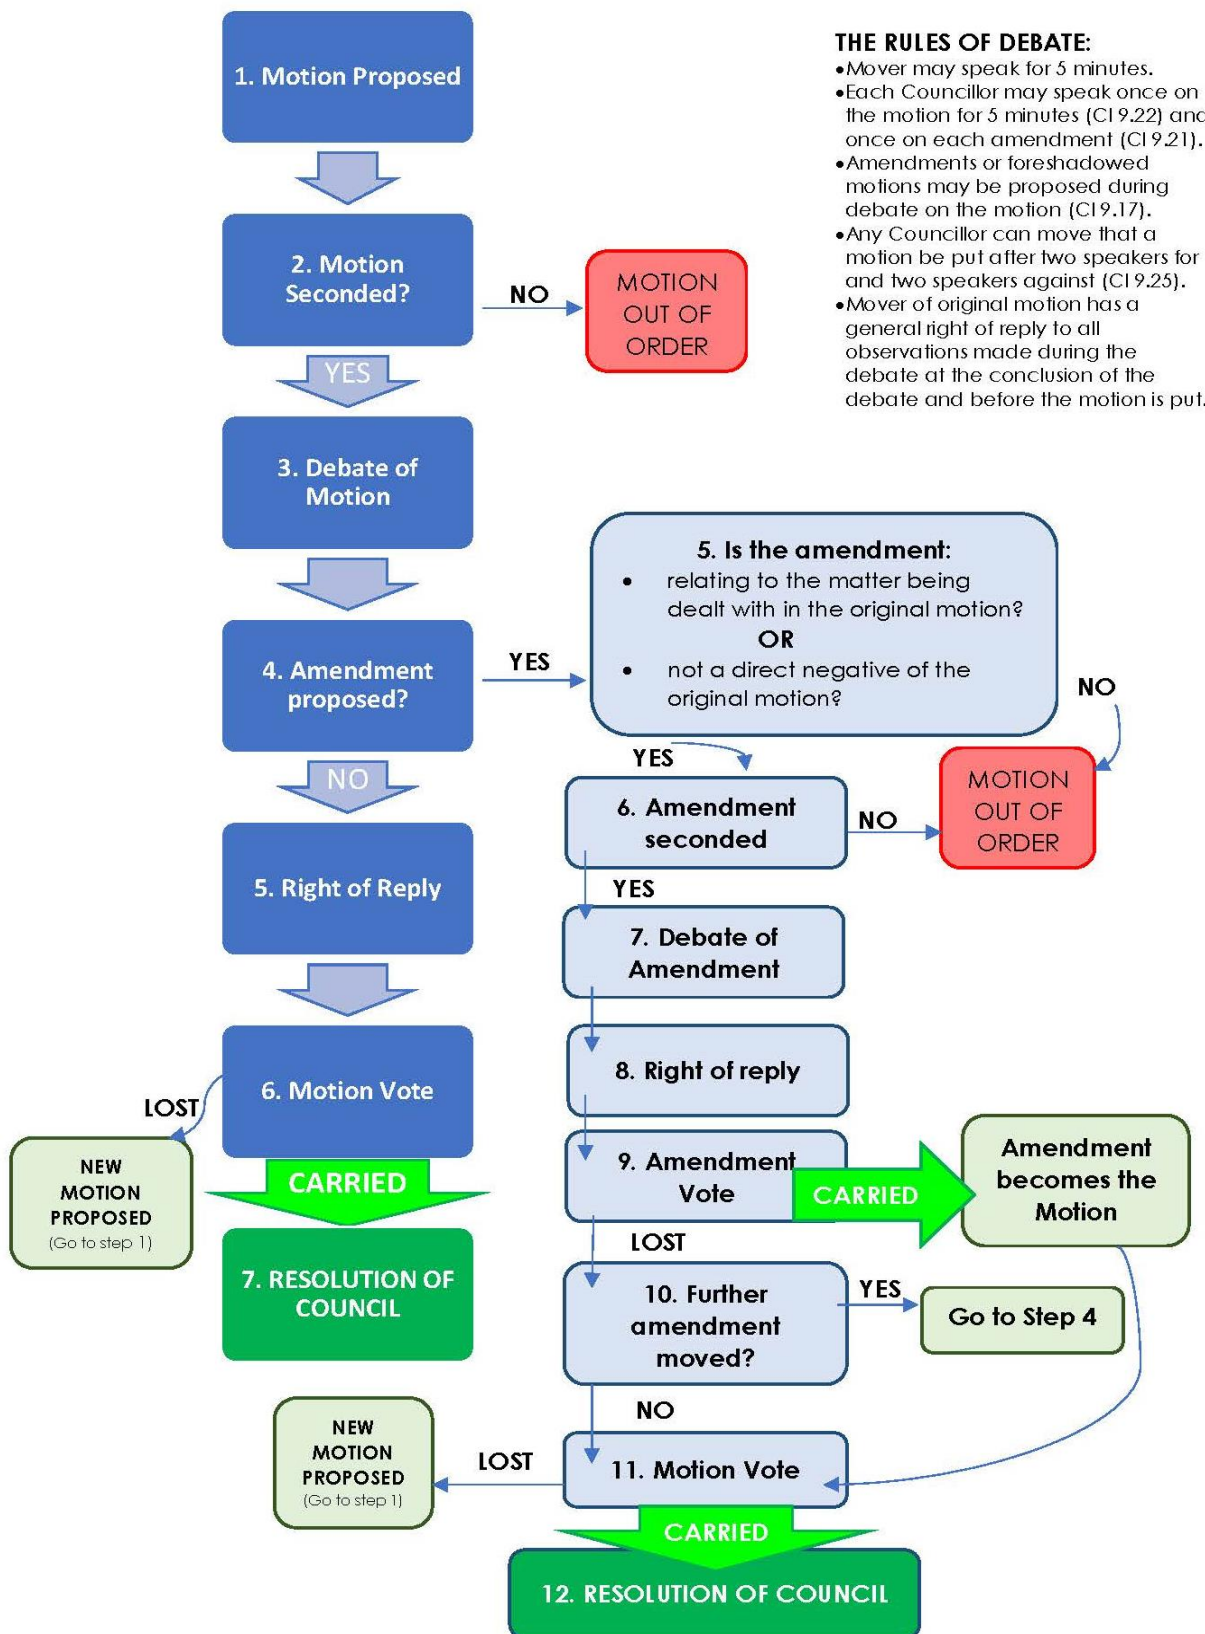 1. Motion Proposed
THE RULES OF DEBATE:
•Mover may speak for 5 minutes.
•Each Councillor may speak once on
the motion for 5 minutes (Cl 9.22) and
once on each amendment (Cl 9.21).
•Amendments or foreshadowed
motions may be proposed during
debate on the motion (Cl 9.17).
•Any Councillor can move that a
motion be put after two speakers for
and two speakers against (Cl 9.25).
•Mover of original motion has a
general right of reply to all
observations made during the
debate at the conclusion of the
debate and before the motion is put.
2. Motion
Seconded?
NO
MOTION
OUT OF
ORDER
YES
3. Debate of
Motion
4. Amendment
proposed?
YES
5. Is the amendment:
• relating to the matter being
dealt with in the original motion?
OR
• not a direct negative of the
original motion?
NO
NO
YES
6. Amendment
seconded
NO
MOTION
OUT OF
ORDER
5. Right of Reply
YES
7. Debate of
Amendment
6. Motion Vote
8. Right of reply
LOST
NEW
MOTION
PROPOSED
(Go to step 1)
CARRIED
7. RESOLUTION OF
COUNCIL
9. Amendment
Vote
CARRIED
Amendment
becomes the
Motion
LOST
10. Further
amendment
moved?
YES
Go to Step 4
NO
11. Motion Vote
LOST
NEW
MOTION
PROPOSED
(Go to step 1)
CARRIED
12. RESOLUTION OF COUNCIL